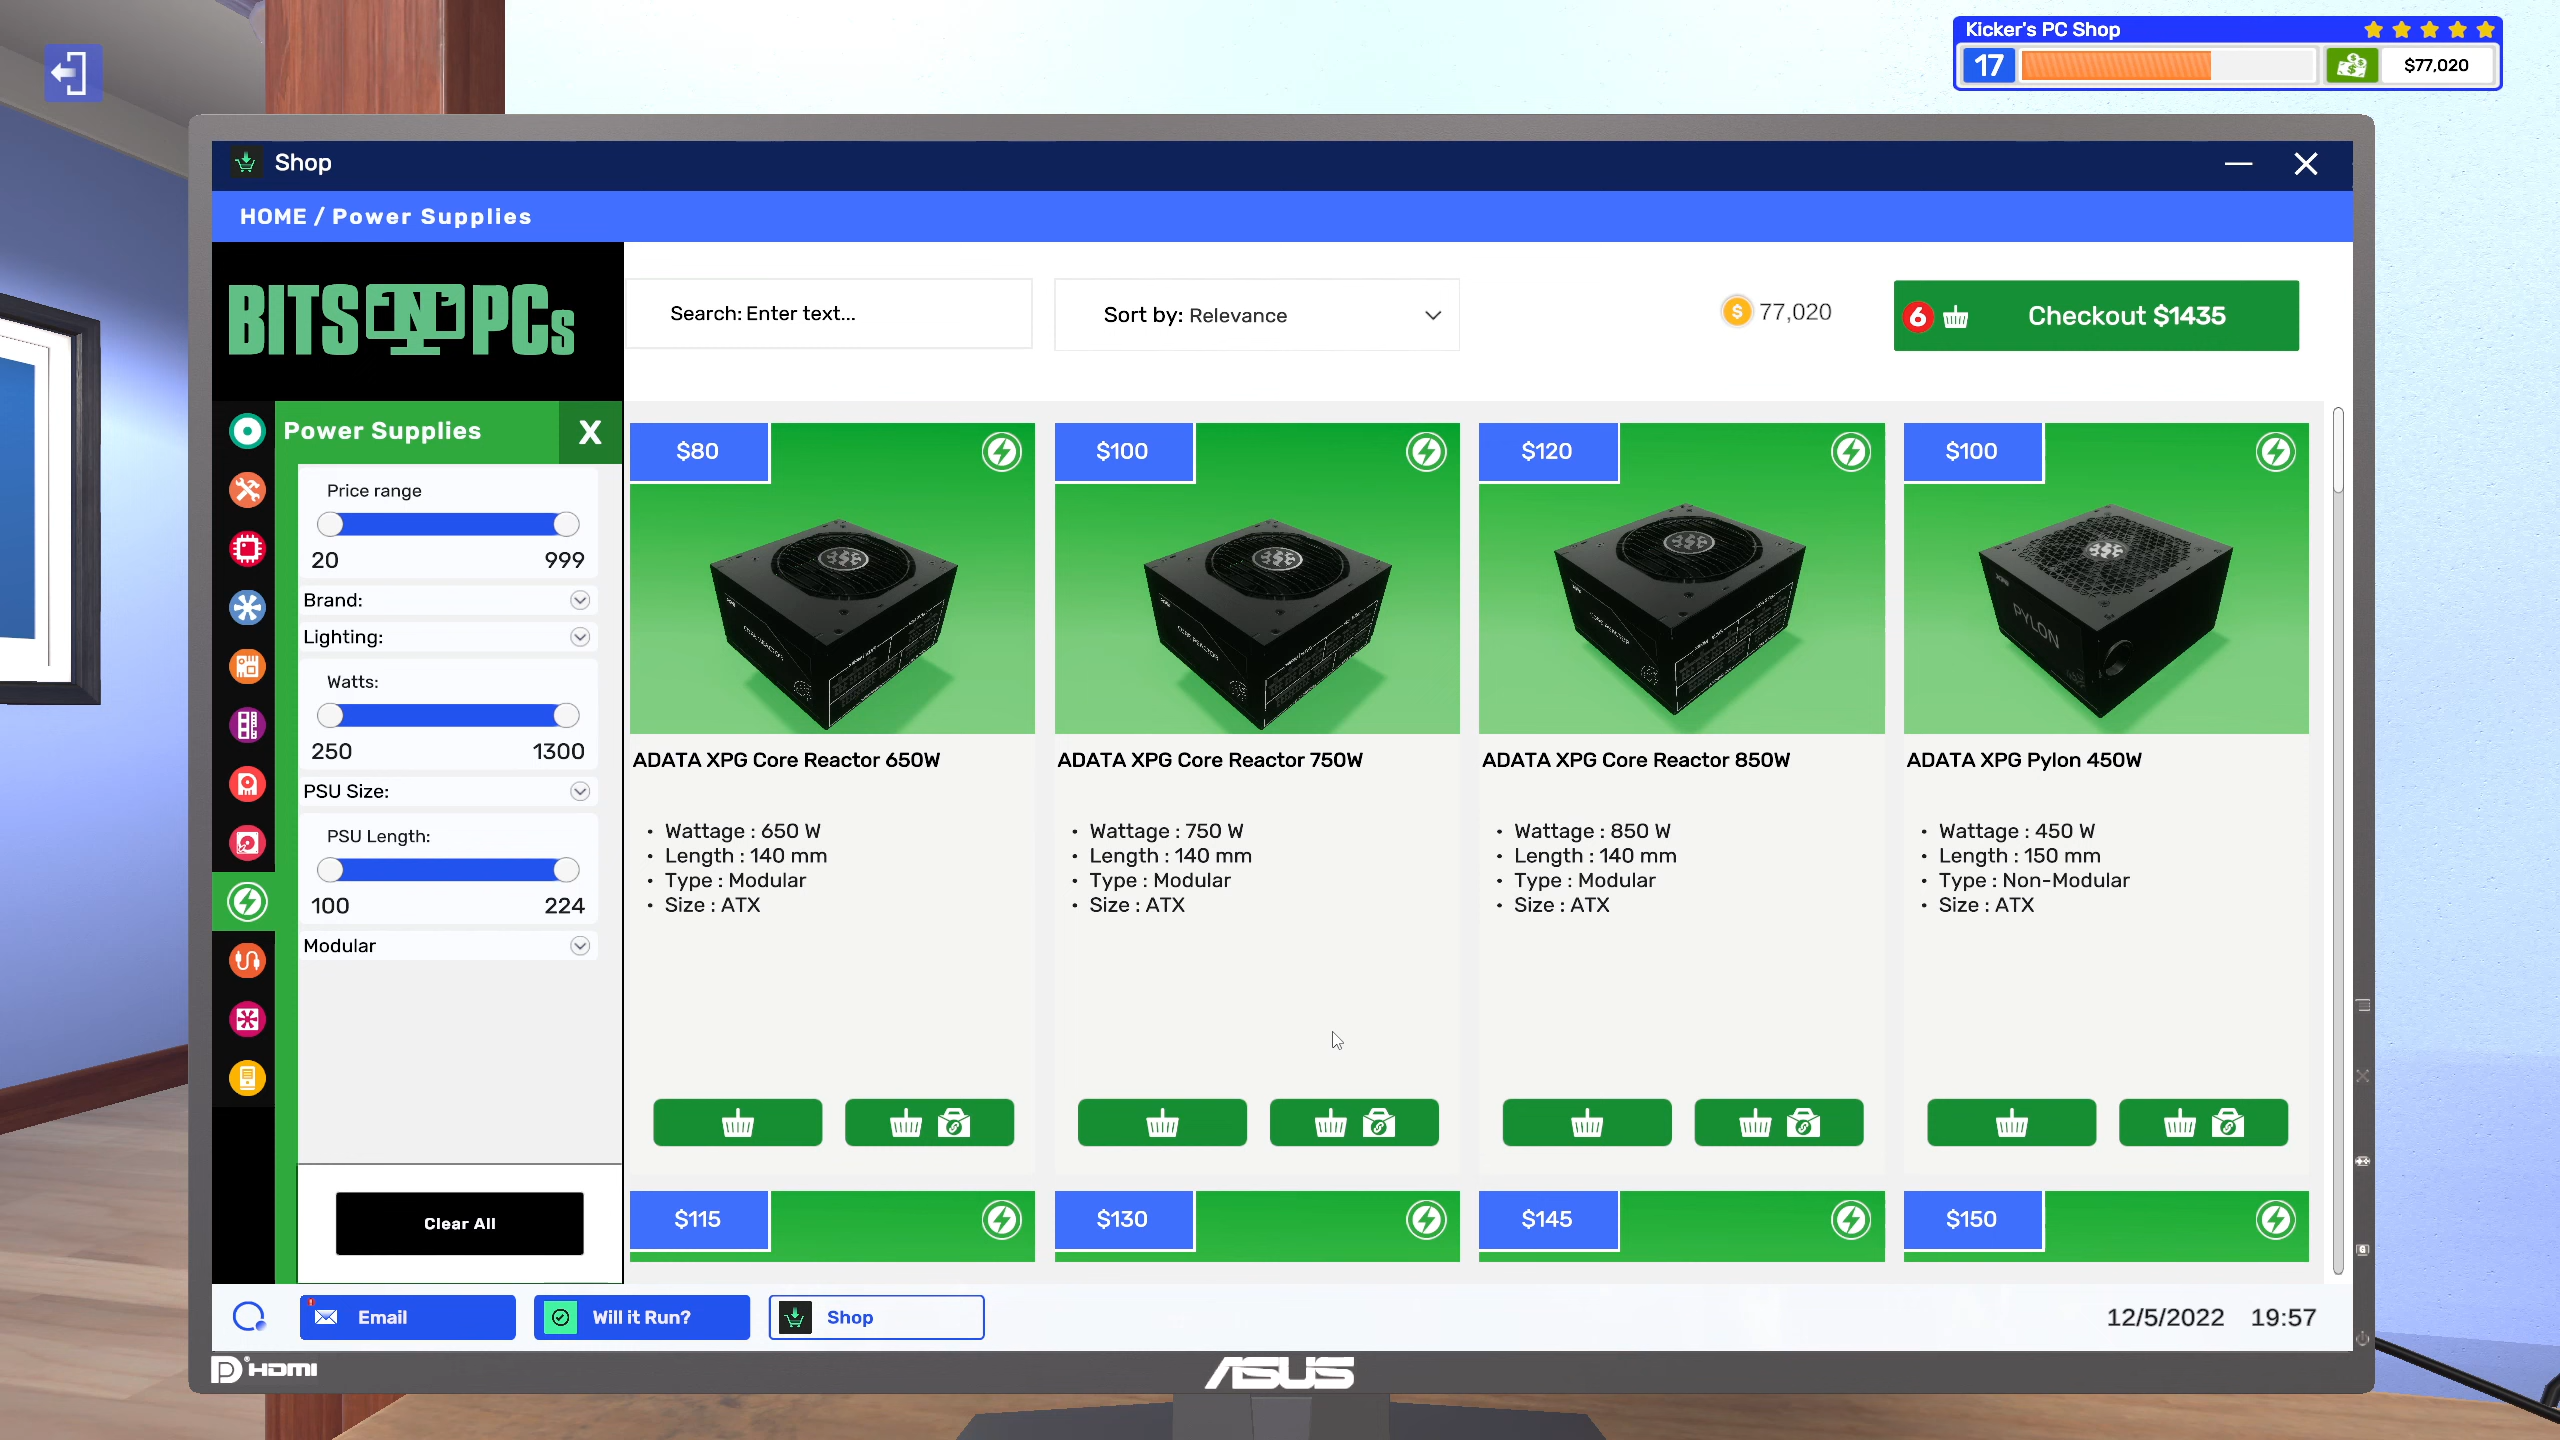 Kicker's PC Shop
17
$77,020
Shop
HOME / Power Supplies
BITSNPCs
Search: Enter text...
Sort by: Relevance
$ 77,020
6 Checkout $1435
Power Supplies X
Price range
20 999
Brand:
Lighting:
Watts:
250 1300
PSU Size:
PSU Length:
100 224
Modular
Clear All
$80
ADATA XPG Core Reactor 650W
• Wattage : 650 W
• Length : 140 mm
• Type : Modular
• Size : ATX
$100
ADATA XPG Core Reactor 750W
• Wattage : 750 W
• Length : 140 mm
• Type : Modular
• Size : ATX
$120
ADATA XPG Core Reactor 850W
• Wattage : 850 W
• Length : 140 mm
• Type : Modular
• Size : ATX
$100
PYLON
ADATA XPG Pylon 450W
• Wattage : 450 W
• Length : 150 mm
• Type : Non-Modular
• Size : ATX
$115
$130
$145
$150
Email
Will it Run?
Shop
12/5/2022 19:57
HDMI
ASUS